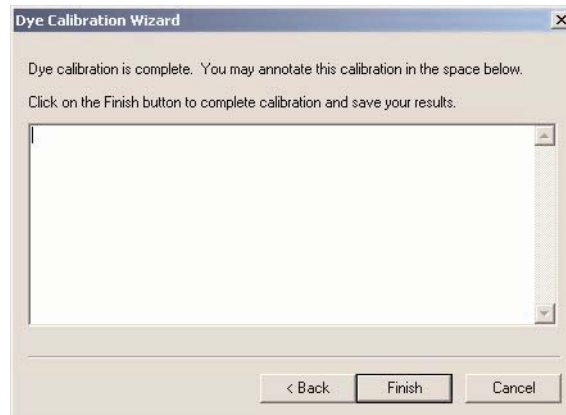 Dye Calibration Wizard
Dye calibration is complete. You may annotate this calibration in the space below.
Click on the Finish button to complete calibration and save your results.
< Back Finish Cancel